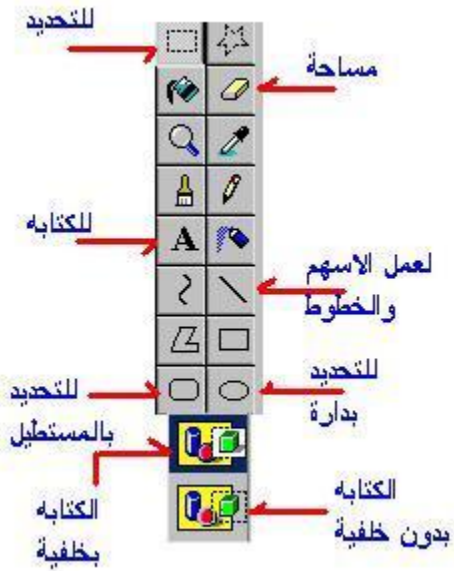 للتحديد
مساحة
للكتابه
A
لعمل الاسهم
والخطوط
للتحديد
بالمستطيل
للتحديد
بدارة
الكتابه
بخلفية
الكتابه
بدون خلفية